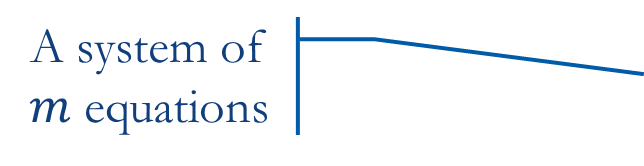 A system of
𝑚 equations